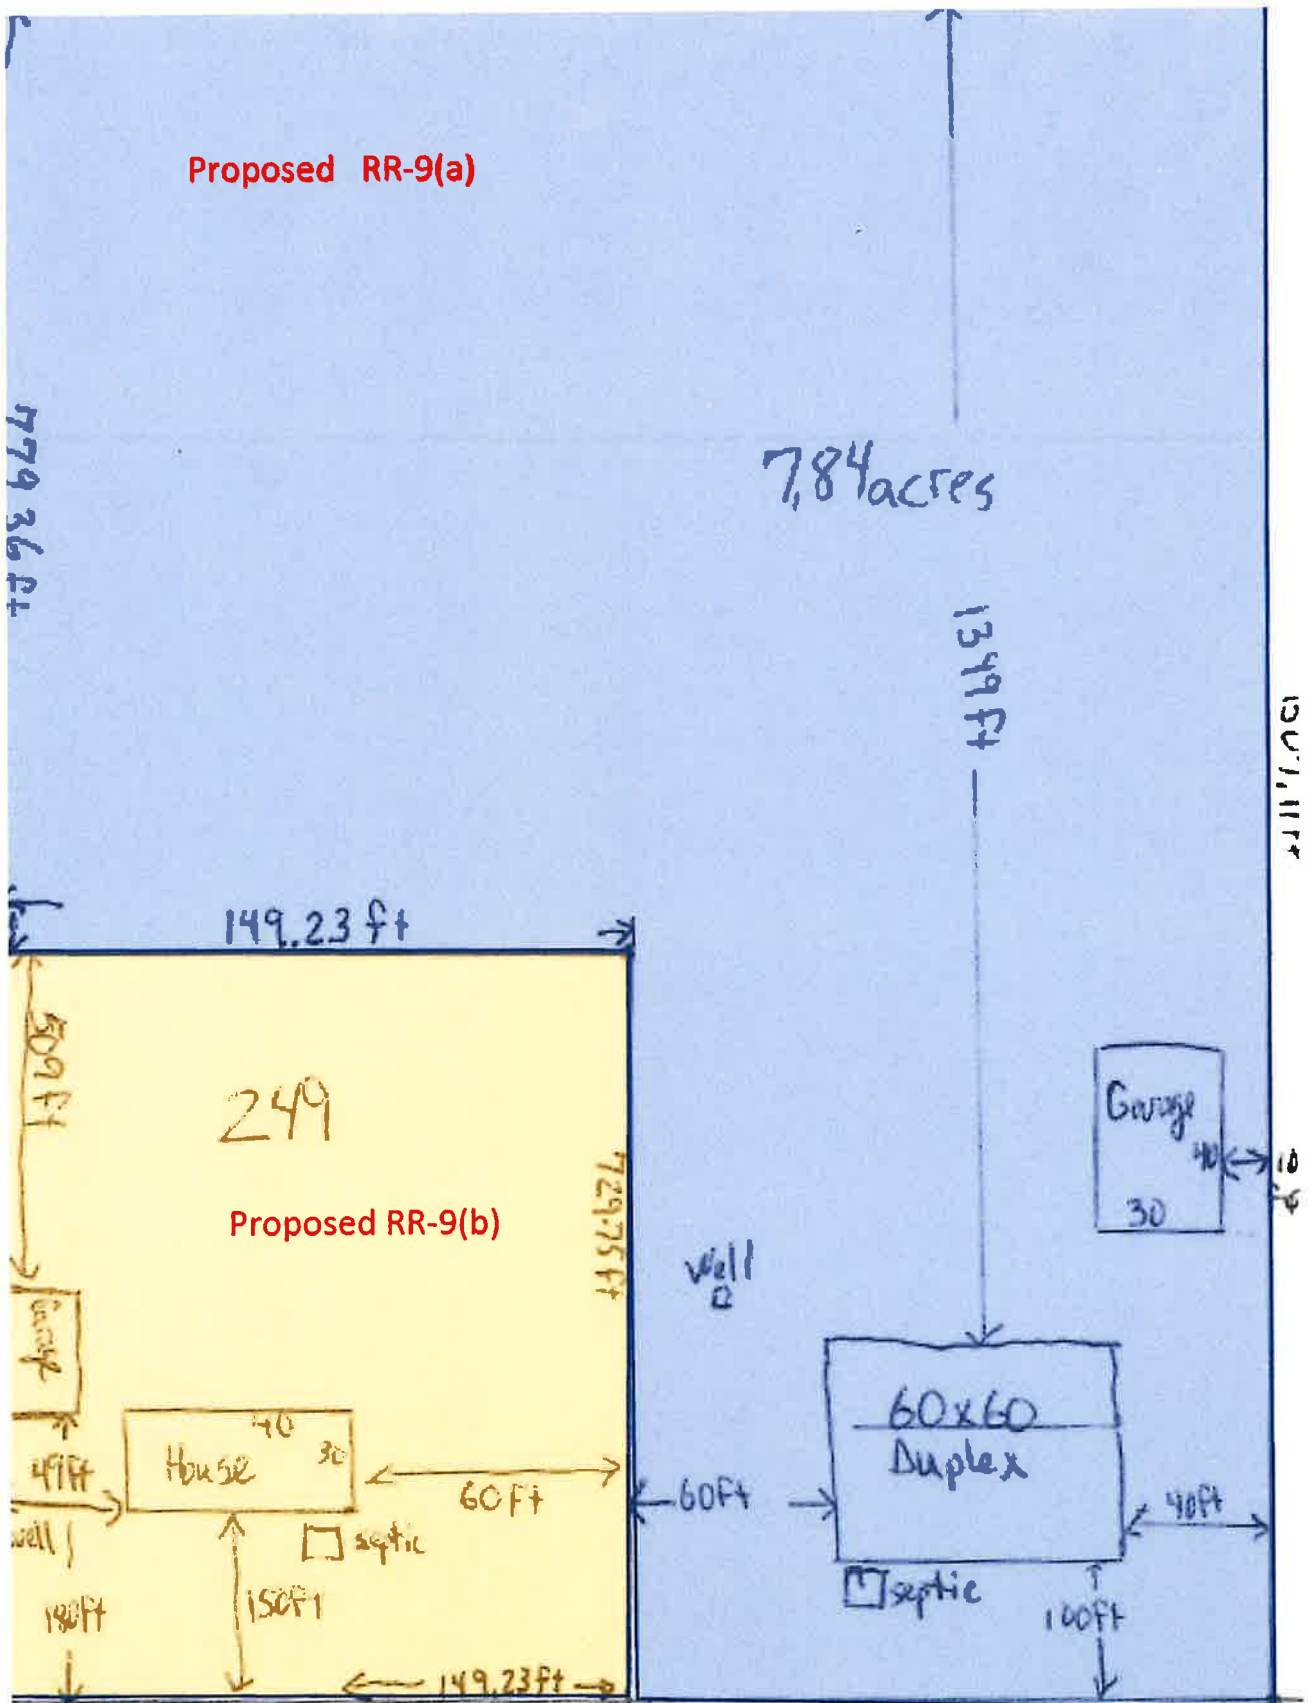 Proposed RR-9(a)
779.36 ft
7.84 acres
1349 ft
149.23 ft
509 ft
249
Proposed RR-9(b)
729.75 ft
Garage
40
30
10
well
Garage
60x60
Duplex
40
30
House
49 ft
60 ft
60 ft
40 ft
well
septic
septic
180 ft
150 ft
100 ft
149.23 ft